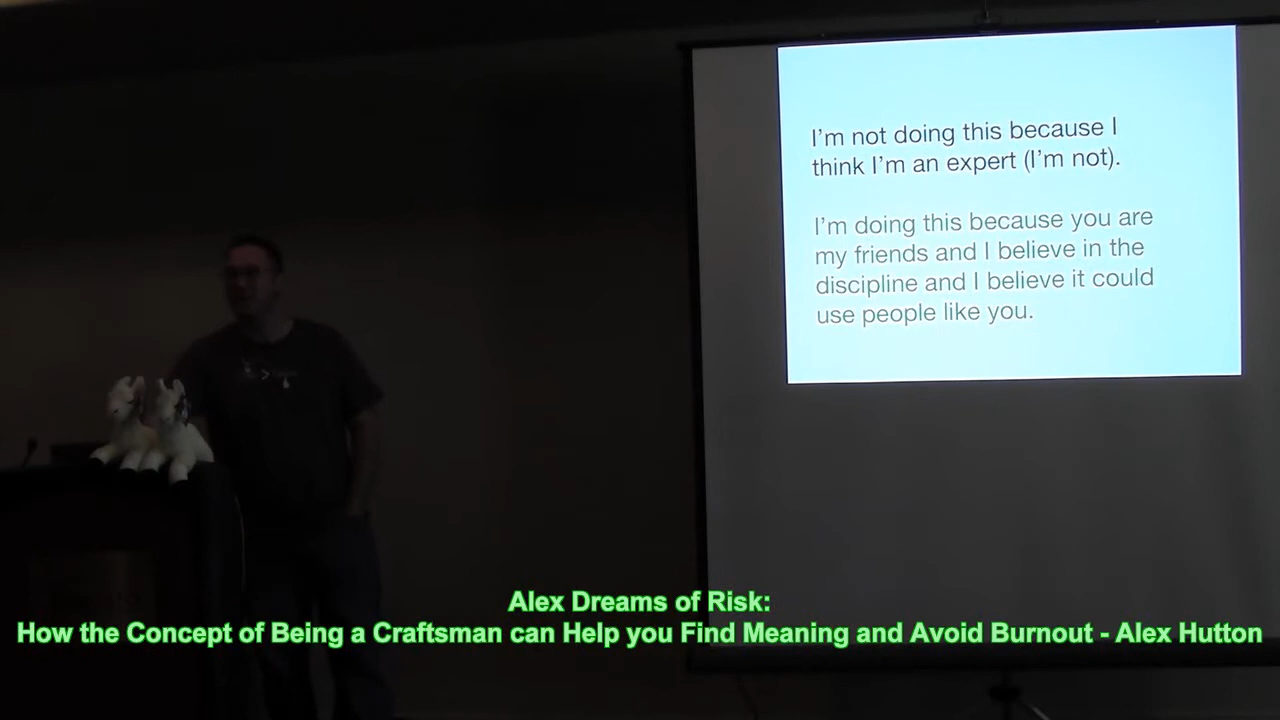 I'm not doing this because I
think I'm an expert (I'm not).
I'm doing this because you are
my friends and I believe in the
discipline and I believe it could
use people like you.
Alex Dreams of Risk:
How the Concept of Being a Craftsman can Help you Find Meaning and Avoid Burnout - Alex Hutton